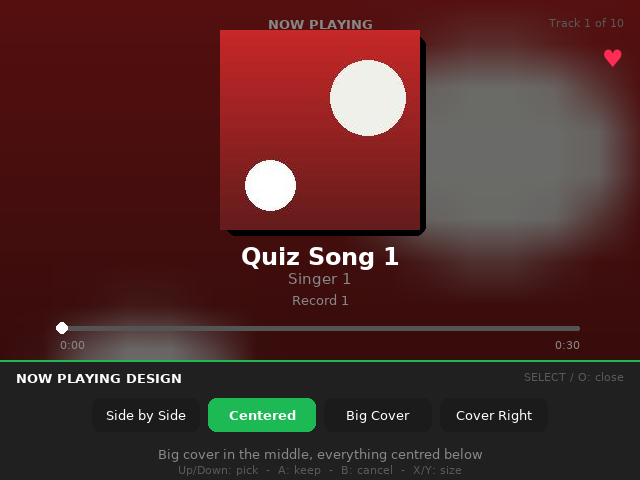 NOW PLAYING
Track 1 of 10
Quiz Song 1
Singer 1
Record 1
0:00
0:30
NOW PLAYING DESIGN
SELECT / O: close
Side by Side
Centered
Big Cover
Cover Right
Big cover in the middle, everything centred below
Up/Down: pick  -  A: keep  -  B: cancel  -  X/Y: size